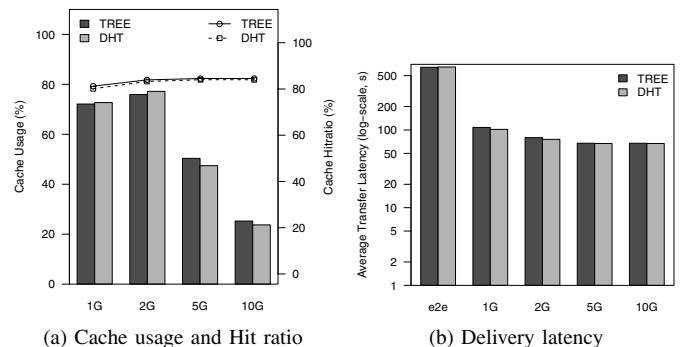 TREE
DHT
TREE
DHT
Cache Usage (%)
0
20
40
60
80
100
Cache Hitratio (%)
0
20
40
60
80
100
1G 2G 5G 10G
(a) Cache usage and Hit ratio
TREE
DHT
Average Transfer Latency (log−scale, s)
500
100
50
20
10
5
2
1
e2e 1G 2G 5G 10G
(b) Delivery latency